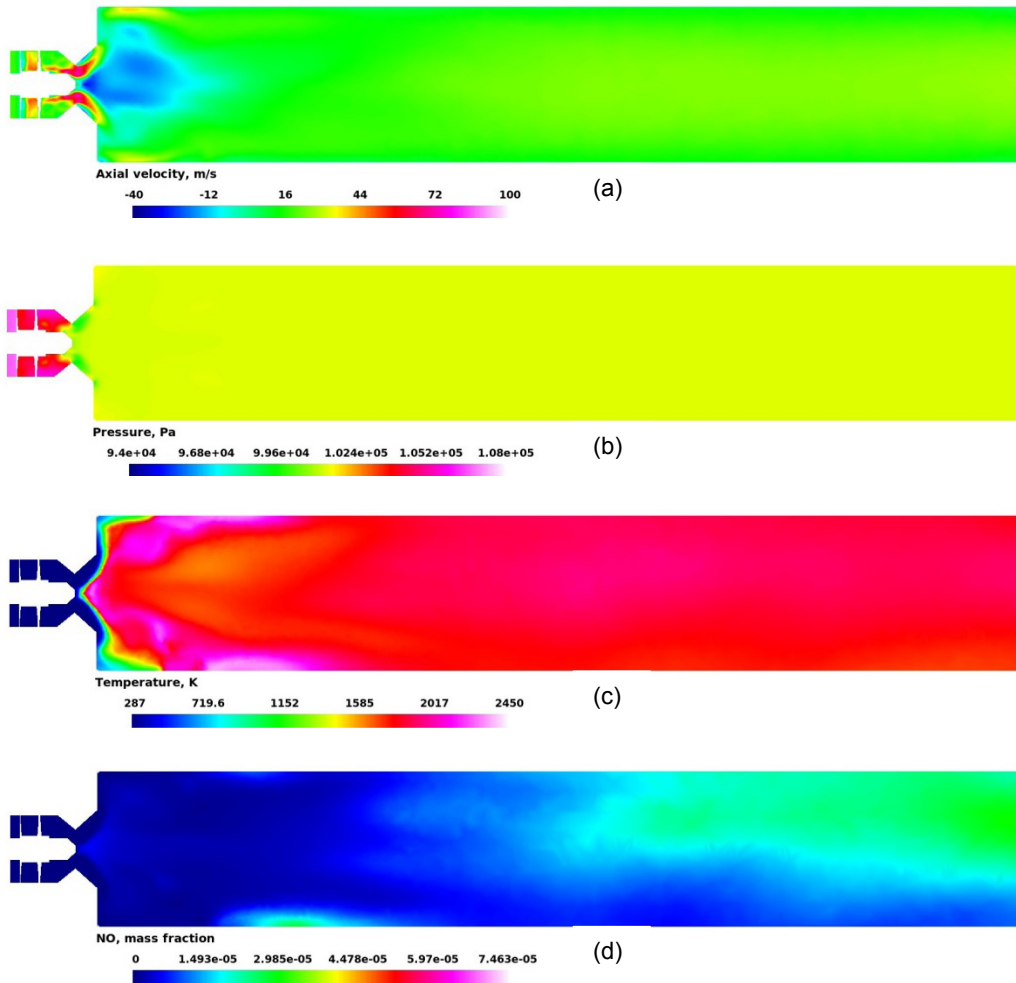 Axial velocity, m/s
-40 -12 16 44 72 100
(a)
Pressure, Pa
9.4e+04 9.68e+04 9.96e+04 1.024e+05 1.052e+05 1.08e+05
(b)
Temperature, K
287 719.6 1152 1585 2017 2450
(c)
NO, mass fraction
0 1.493e-05 2.985e-05 4.478e-05 5.97e-05 7.463e-05
(d)